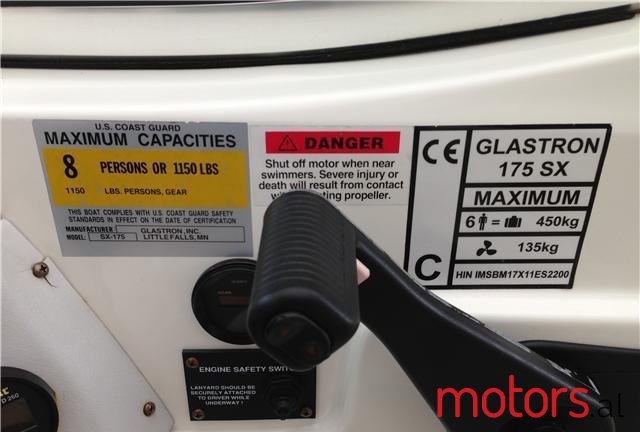 U.S. COAST GUARD
MAXIMUM CAPACITIES
8 PERSONS OR 1150 LBS
1150 LBS. PERSONS, GEAR
THIS BOAT COMPLIES WITH U.S. COAST GUARD SAFETY
STANDARDS IN EFFECT ON THE DATE OF CERTIFICATION
MANUFACTURER GLASTRON, INC.
MODEL: SX-175 LITTLE FALLS, MN
DANGER
Shut off motor when near
swimmers. Severe injury or
death will result from contact
propeller.
CE
C
GLASTRON
175 SX
MAXIMUM
6 = 450kg
135kg
HIN IMSBM17X11ES2200
ENGINE SAFETY SWIT
LANYARD SHOULD BE
SECURELY ATTACHED
TO DRIVER WHILE
UNDERWAY !
D 260
motors.al